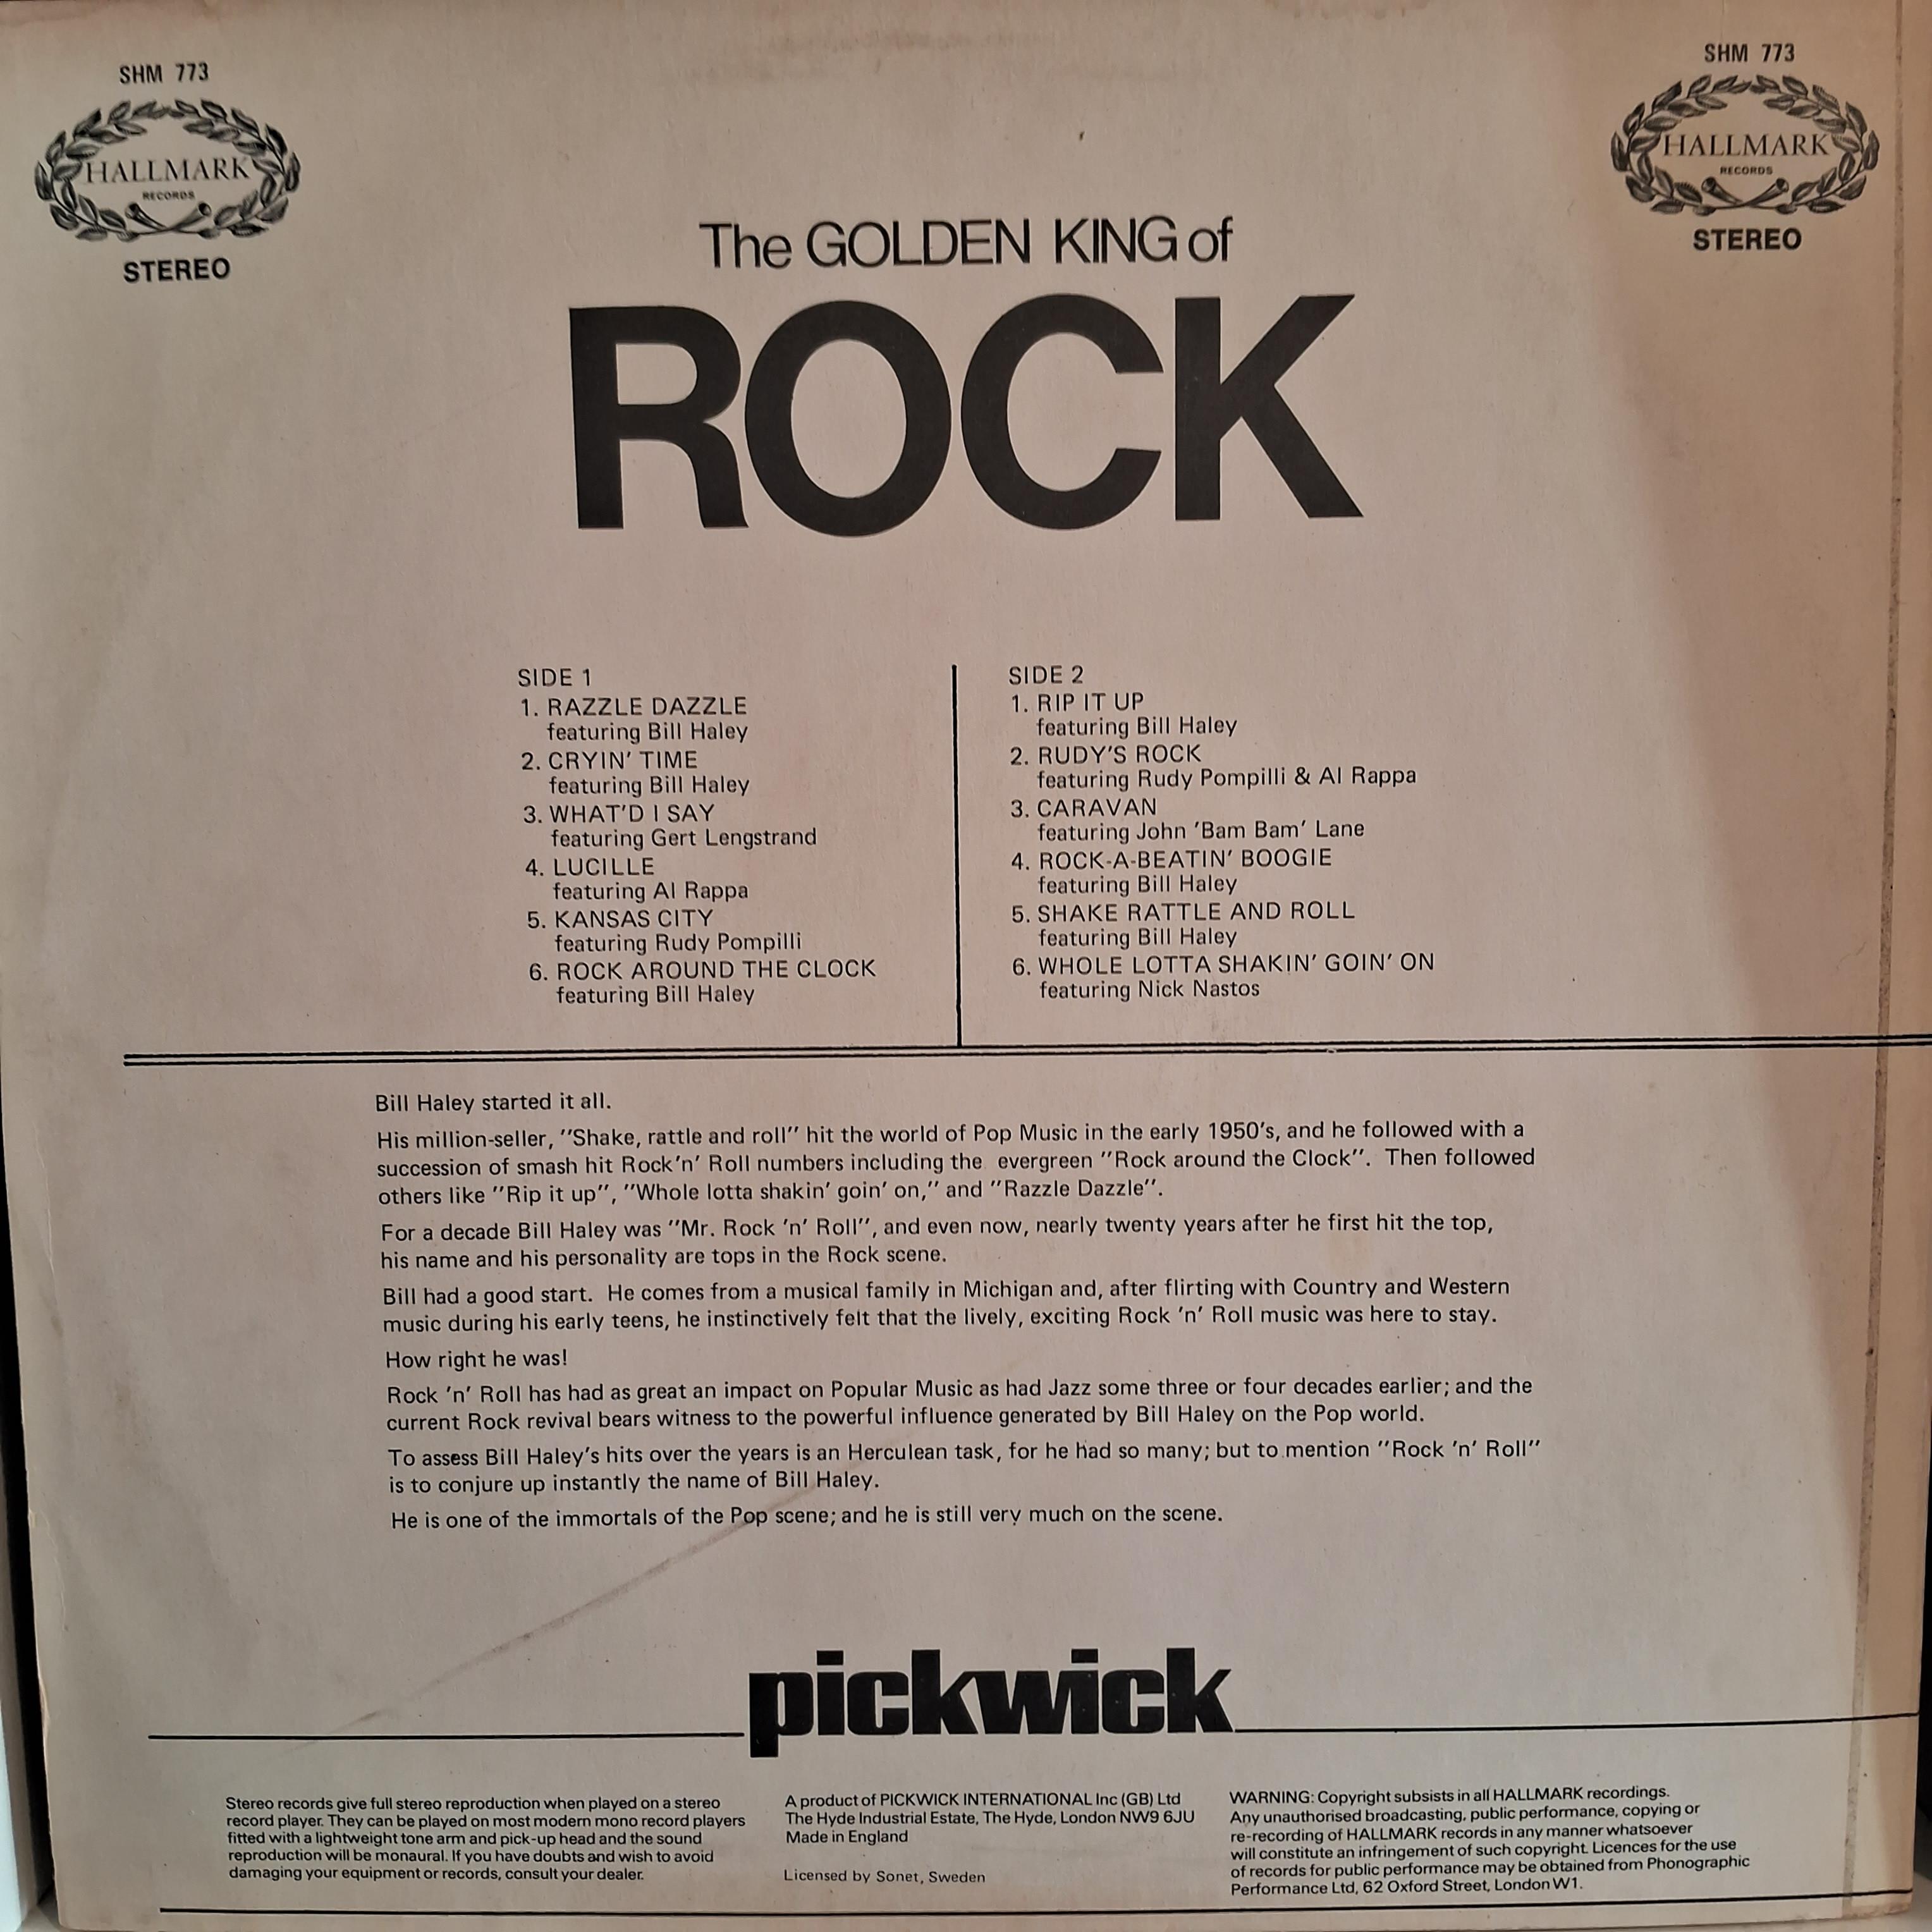 SHM 773
HALLMARK
RECORDS
STEREO
SHM 773
HALLMARK
RECORDS
STEREO
The GOLDEN KING of
ROCK
SIDE 1
1. RAZZLE DAZZLE
featuring Bill Haley
2. CRYIN' TIME
featuring Bill Haley
3. WHAT'D I SAY
featuring Gert Lengstrand
4. LUCILLE
featuring Al Rappa
5. KANSAS CITY
featuring Rudy Pompilli
6. ROCK AROUND THE CLOCK
featuring Bill Haley
SIDE 2
1. RIP IT UP
featuring Bill Haley
2. RUDY'S ROCK
featuring Rudy Pompilli & Al Rappa
3. CARAVAN
featuring John 'Bam Bam' Lane
4. ROCK-A-BEATIN' BOOGIE
featuring Bill Haley
5. SHAKE RATTLE AND ROLL
featuring Bill Haley
6. WHOLE LOTTA SHAKIN' GOIN' ON
featuring Nick Nastos
Bill Haley started it all.
His million-seller, "Shake, rattle and roll" hit the world of Pop Music in the early 1950's, and he followed with a
succession of smash hit Rock'n' Roll numbers including the evergreen "Rock around the Clock". Then followed
others like "Rip it up", "Whole lotta shakin' goin' on," and "Razzle Dazzle".
For a decade Bill Haley was "Mr. Rock 'n' Roll", and even now, nearly twenty years after he first hit the top,
his name and his personality are tops in the Rock scene.
Bill had a good start. He comes from a musical family in Michigan and, after flirting with Country and Western
music during his early teens, he instinctively felt that the lively, exciting Rock 'n' Roll music was here to stay.
How right he was!
Rock 'n' Roll has had as great an impact on Popular Music as had Jazz some three or four decades earlier; and the
current Rock revival bears witness to the powerful influence generated by Bill Haley on the Pop world.
To assess Bill Haley's hits over the years is an Herculean task, for he had so many; but to mention "Rock 'n' Roll"
is to conjure up instantly the name of Bill Haley.
He is one of the immortals of the Pop scene; and he is still very much on the scene.
pickwick
Stereo records give full stereo reproduction when played on a stereo
record player. They can be played on most modern mono record players
fitted with a lightweight tone arm and pick-up head and the sound
reproduction will be monaural. If you have doubts and wish to avoid
damaging your equipment or records, consult your dealer.
A product of PICKWICK INTERNATIONAL Inc (GB) Ltd
The Hyde Industrial Estate, The Hyde, London NW9 6JU
Made in England
Licensed by Sonet, Sweden
WARNING: Copyright subsists in all HALLMARK recordings.
Any unauthorised broadcasting, public performance, copying or
re-recording of HALLMARK records in any manner whatsoever
will constitute an infringement of such copyright. Licences for the use
of records for public performance may be obtained from Phonographic
Performance Ltd, 62 Oxford Street, London W1.